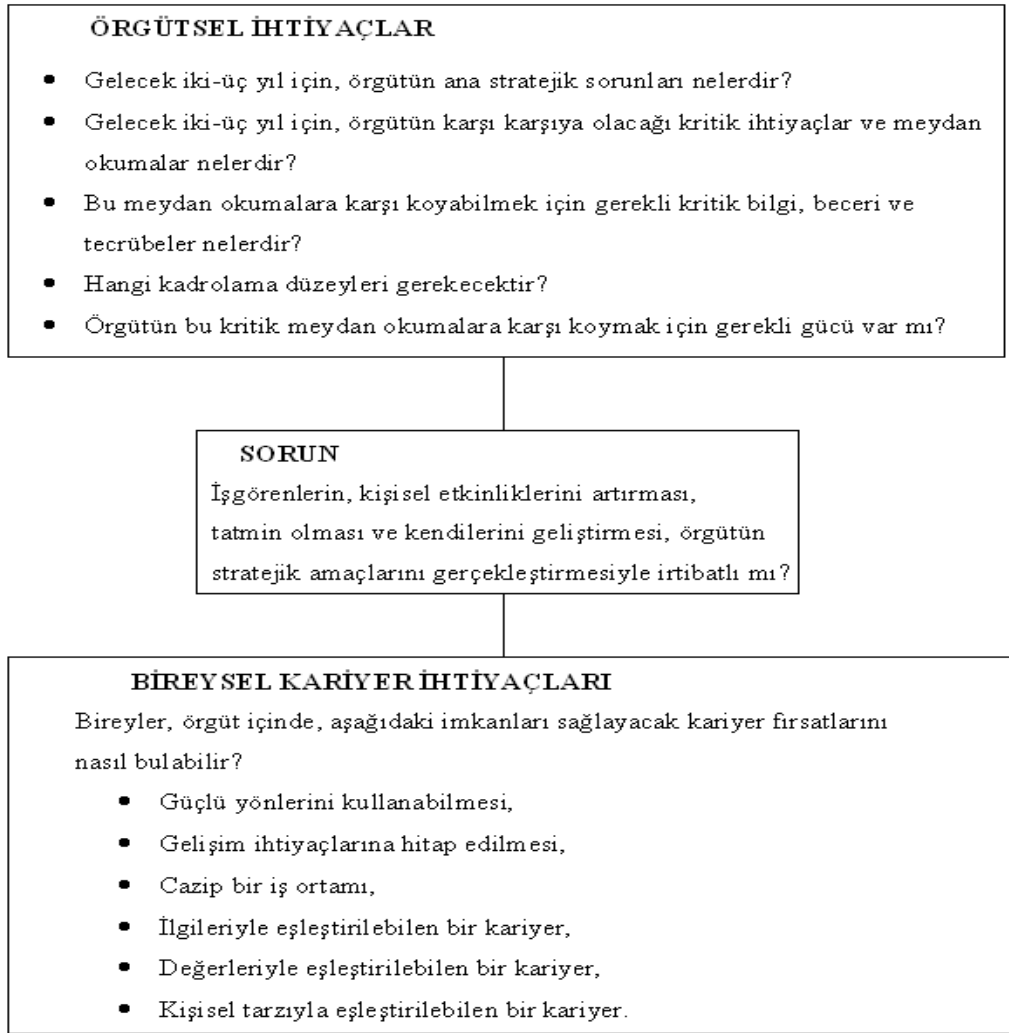 ÖRGÜTSEL İHTİYAÇLAR
• Gelecek iki-üç yıl için, örgütün ana stratejik sorunları nelerdir?
• Gelecek iki-üç yıl için, örgütün karşı karşıya olacağı kritik ihtiyaçlar ve meydan
okumalar nelerdir?
• Bu meydan okumalara karşı koyabilmek için gerekli kritik bilgi, beceri ve
tecrübeler nelerdir?
• Hangi kadrolama düzeyleri gerekecektir?
• Örgütün bu kritik meydan okumalara karşı koymak için gerekli gücü var mı?
SORUN
İşgörenlerin, kişisel etkinliklerini artırması,
tatmin olması ve kendilerini geliştirmesi, örgütün
stratejik amaçlarını gerçekleştirmesiyle irtibatlı mı?
BİREYSEL KARİYER İHTİYAÇLARI
Bireyler, örgüt içinde, aşağıdaki imkanları sağlayacak kariyer fırsatlarını
nasıl bulabilir?
• Güçlü yönlerini kullanabilmesi,
• Gelişim ihtiyaçlarına hitap edilmesi,
• Cazip bir iş ortamı,
• İlgileriyle eşleştirilebilen bir kariyer,
• Değerleriyle eşleştirilebilen bir kariyer,
• Kişisel tarzıyla eşleştirilebilen bir kariyer.